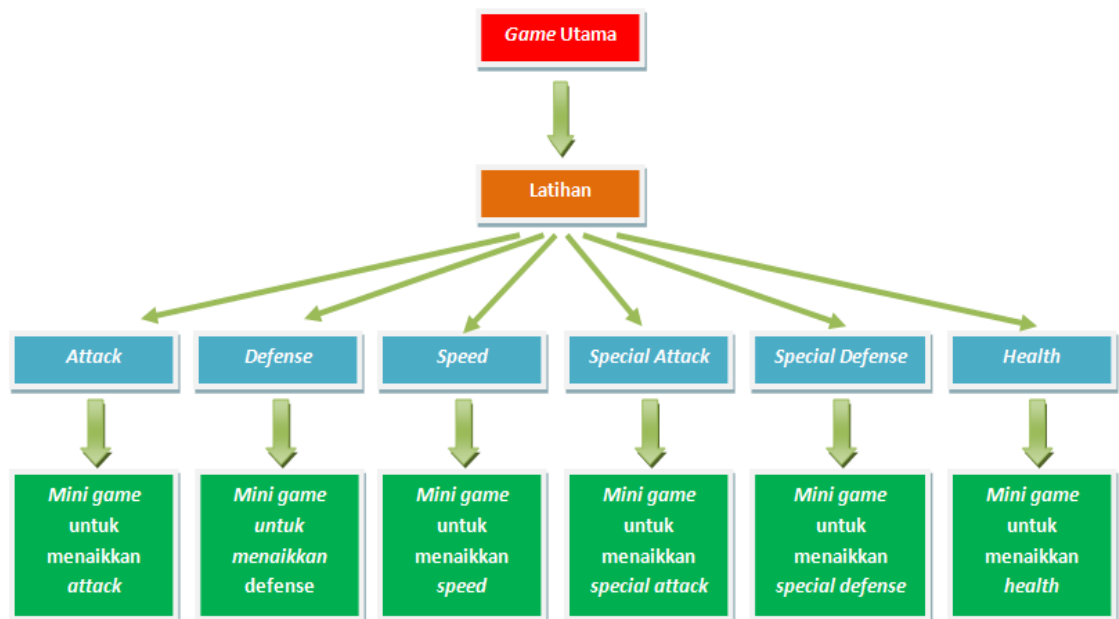 Game Utama
Latihan
Attack
Defense
Speed
Special Attack
Special Defense
Health
Mini game
untuk
menaikkan
attack
Mini game
untuk
menaikkan
defense
Mini game
untuk
menaikkan
speed
Mini game
untuk
menaikkan
special attack
Mini game
untuk
menaikkan
special defense
Mini game
untuk
menaikkan
health